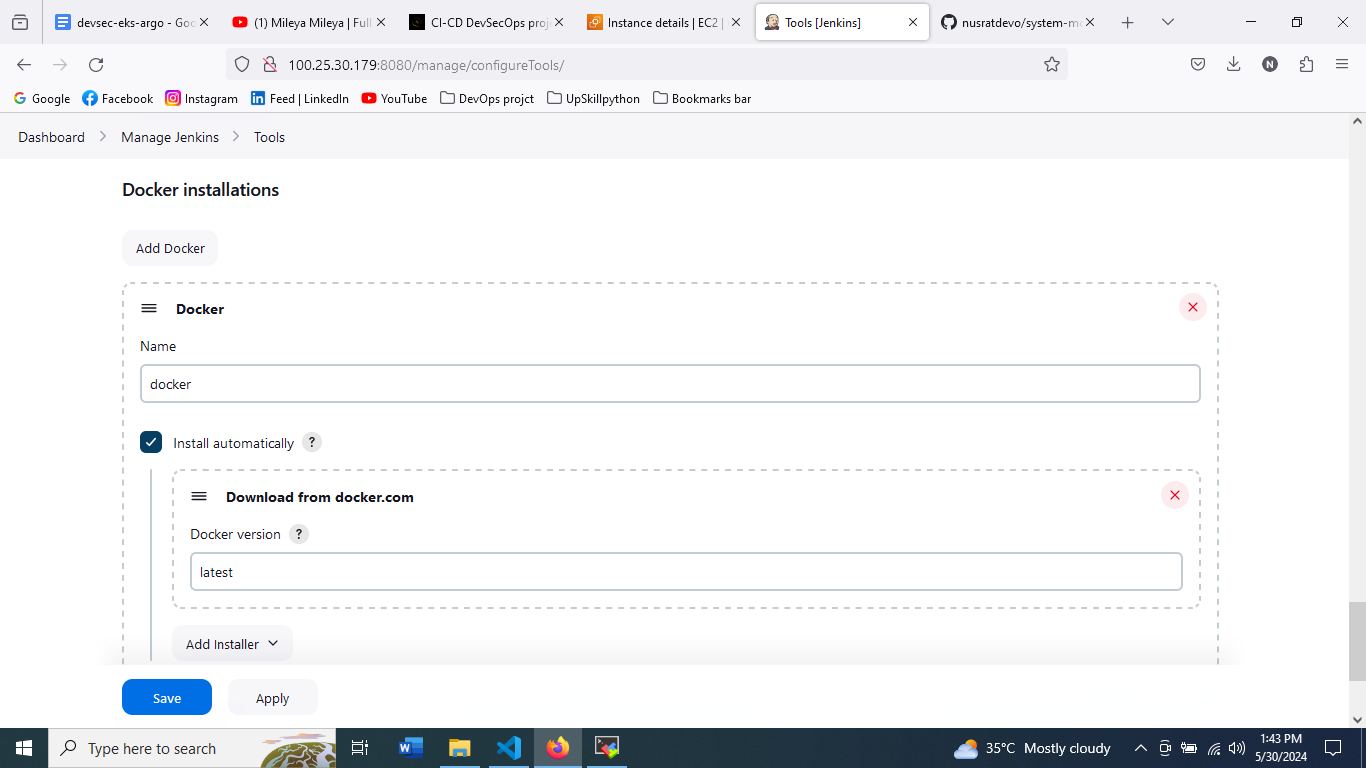 devsec-eks-argo - Goo
(1) Mileya Mileya | Full
CI-CD DevSecOps proj
Instance details | EC2 |
Tools [Jenkins]
nusratdevo/system-mo
100.25.30.179:8080/manage/configureTools/
N
Google
Facebook
Instagram
Feed | LinkedIn
YouTube
DevOps projct
UpSkillpython
Bookmarks bar
Dashboard
Manage Jenkins
Tools
Docker installations
Add Docker
Docker
Name
docker
Install automatically ?
Download from docker.com
Docker version ?
latest
Add Installer
Save
Apply
Type here to search
35°C Mostly cloudy
1:43 PM
5/30/2024